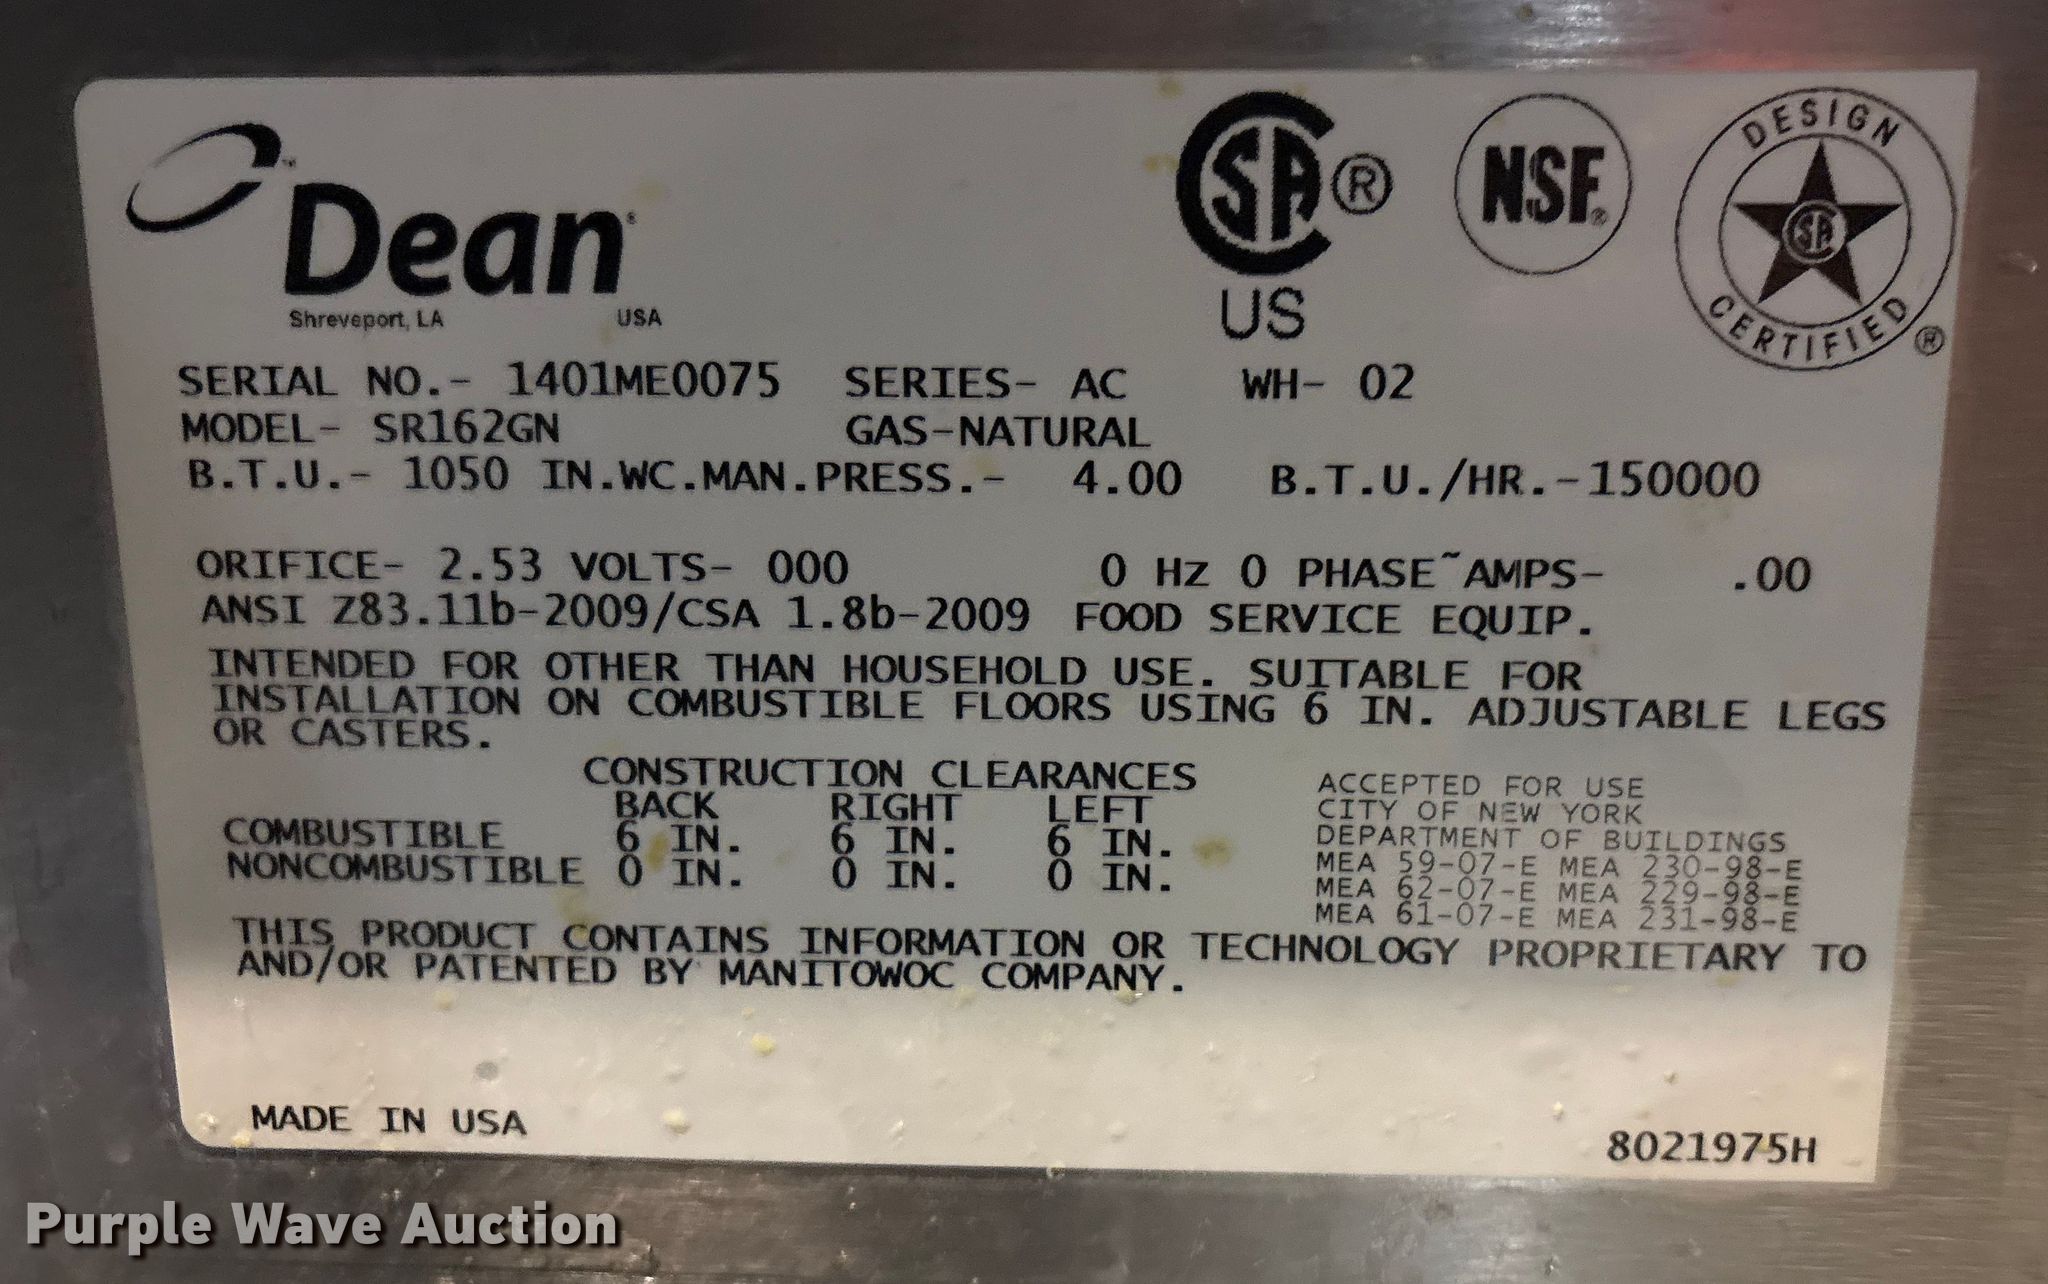 Dean®
Shreveport, LA USA
CSA®
US
NSF®
DESIGN
CSA
CERTIFIED®
SERIAL NO.- 1401ME0075 SERIES- AC WH- 02
MODEL- SR162GN GAS-NATURAL
B.T.U.- 1050 IN.WC.MAN.PRESS.- 4.00 B.T.U./HR.-150000
ORIFICE- 2.53 VOLTS- 000 0 Hz 0 PHASE~AMPS- .00
ANSI Z83.11b-2009/CSA 1.8b-2009 FOOD SERVICE EQUIP.
INTENDED FOR OTHER THAN HOUSEHOLD USE. SUITABLE FOR
INSTALLATION ON COMBUSTIBLE FLOORS USING 6 IN. ADJUSTABLE LEGS
OR CASTERS.
CONSTRUCTION CLEARANCES
BACK RIGHT LEFT
COMBUSTIBLE 6 IN. 6 IN. 6 IN.
NONCOMBUSTIBLE 0 IN. 0 IN. 0 IN.
ACCEPTED FOR USE
CITY OF NEW YORK
DEPARTMENT OF BUILDINGS
MEA 59-07-E MEA 230-98-E
MEA 62-07-E MEA 229-98-E
MEA 61-07-E MEA 231-98-E
THIS PRODUCT CONTAINS INFORMATION OR TECHNOLOGY PROPRIETARY TO
AND/OR PATENTED BY MANITOWOC COMPANY.
MADE IN USA
8021975H
Purple Wave Auction